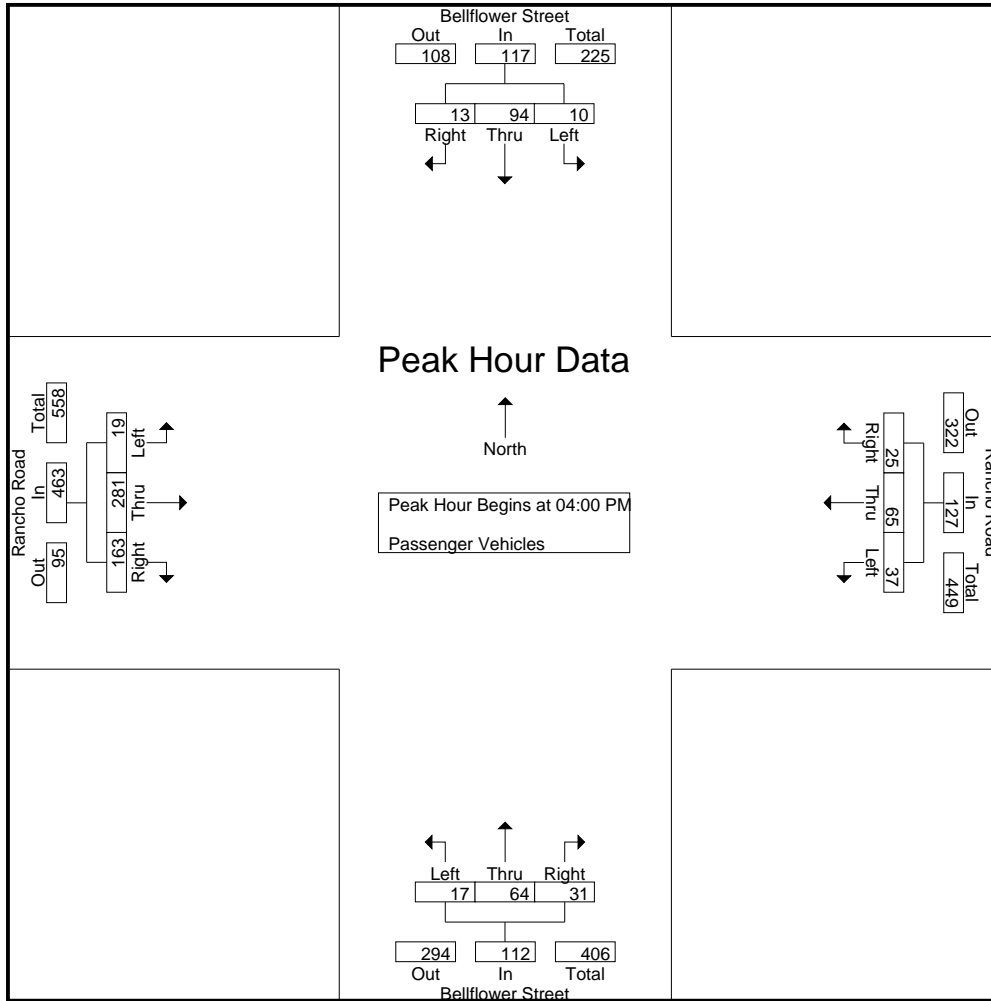 Bellflower Street
Out In Total
108 117 225
13 94 10
Right Thru Left
Peak Hour Data
North
Peak Hour Begins at 04:00 PM
Passenger Vehicles
Rancho Road
Total In Out
558 463 95
19 281 163
Left Thru Right
Rancho Road
Out In Total
322 127 449
25 65 37
Right Thru Left
Left Thru Right
17 64 31
294 112 406
Out In Total
Bellflower Street